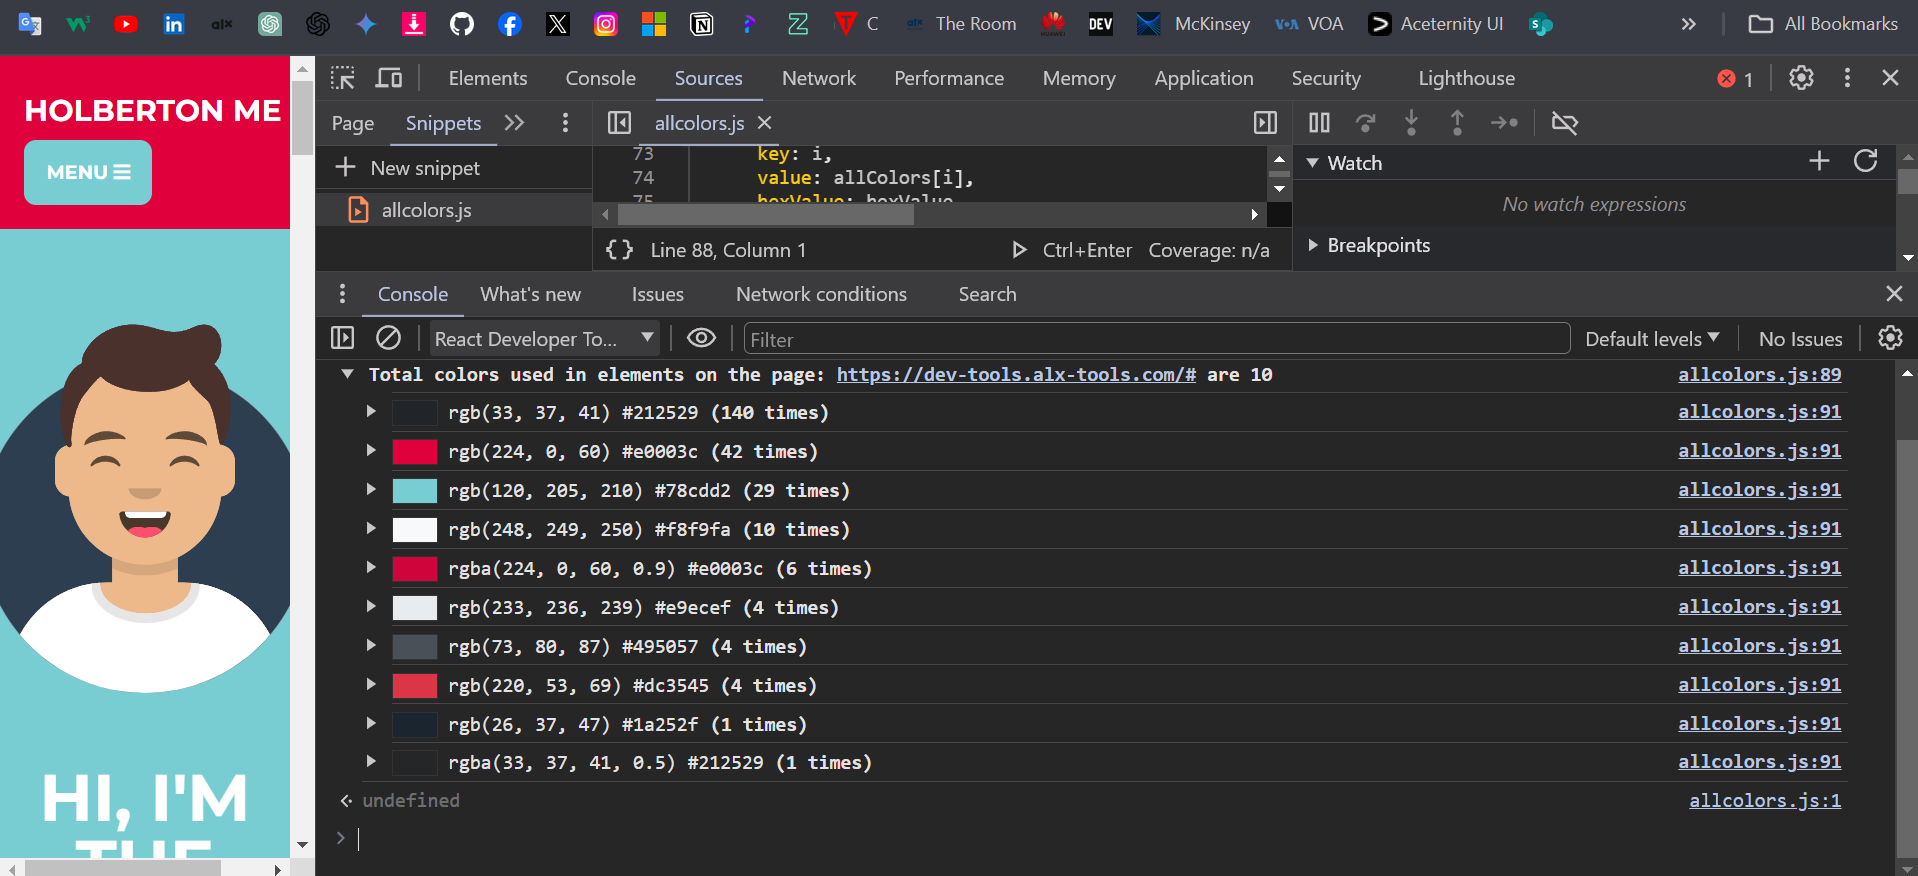 alx
C
alx
The Room
HUAWEI
DEV
McKinsey
VOA
VOA
Aceternity UI
S
All Bookmarks
HOLBERTON ME
MENU
HI, I'M
THE
Elements
Console
Sources
Network
Performance
Memory
Application
Security
Lighthouse
1
Page
Snippets
allcolors.js
New snippet
allcolors.js
73 key: i,
74 value: allColors[i],
75 hexValue: hexValue
{ } Line 88, Column 1
Ctrl+Enter
Coverage: n/a
Watch
No watch expressions
Breakpoints
Console
What's new
Issues
Network conditions
Search
React Developer To...
Filter
Default levels
No Issues
Total colors used in elements on the page: https://dev-tools.alx-tools.com/# are 10 allcolors.js:89
rgb(33, 37, 41) #212529 (140 times) allcolors.js:91
rgb(224, 0, 60) #e0003c (42 times) allcolors.js:91
rgb(120, 205, 210) #78cdd2 (29 times) allcolors.js:91
rgb(248, 249, 250) #f8f9fa (10 times) allcolors.js:91
rgba(224, 0, 60, 0.9) #e0003c (6 times) allcolors.js:91
rgb(233, 236, 239) #e9ecef (4 times) allcolors.js:91
rgb(73, 80, 87) #495057 (4 times) allcolors.js:91
rgb(220, 53, 69) #dc3545 (4 times) allcolors.js:91
rgb(26, 37, 47) #1a252f (1 times) allcolors.js:91
rgba(33, 37, 41, 0.5) #212529 (1 times) allcolors.js:91
undefined allcolors.js:1